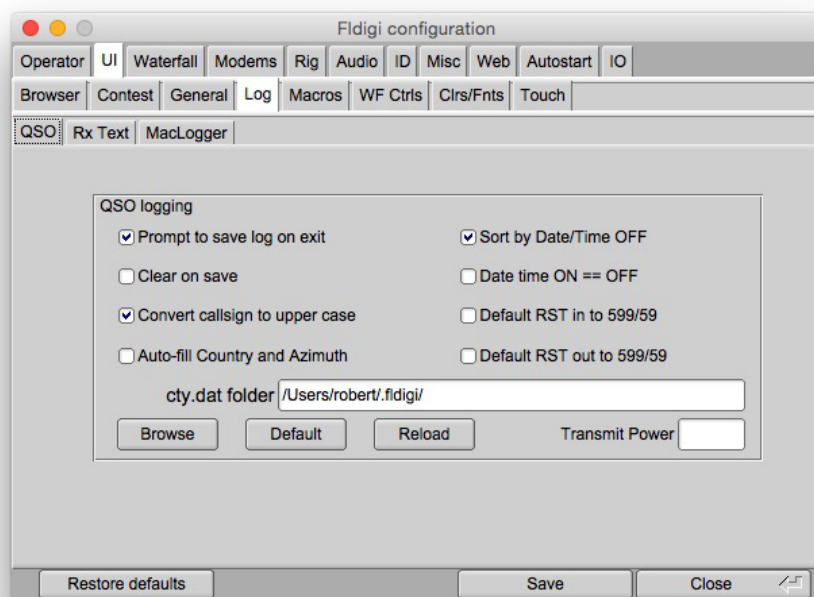 Fldigi configuration
Operator UI Waterfall Modems Rig Audio ID Misc Web Autostart IO
Browser Contest General Log Macros WF Ctrls Clrs/Fnts Touch
QSO Rx Text MacLogger
QSO logging
Prompt to save log on exit Sort by Date/Time OFF
Clear on save Date time ON == OFF
Convert callsign to upper case Default RST in to 599/59
Auto-fill Country and Azimuth Default RST out to 599/59
cty.dat folder /Users/robert/.fldigi/
Browse Default Reload Transmit Power
Restore defaults Save Close